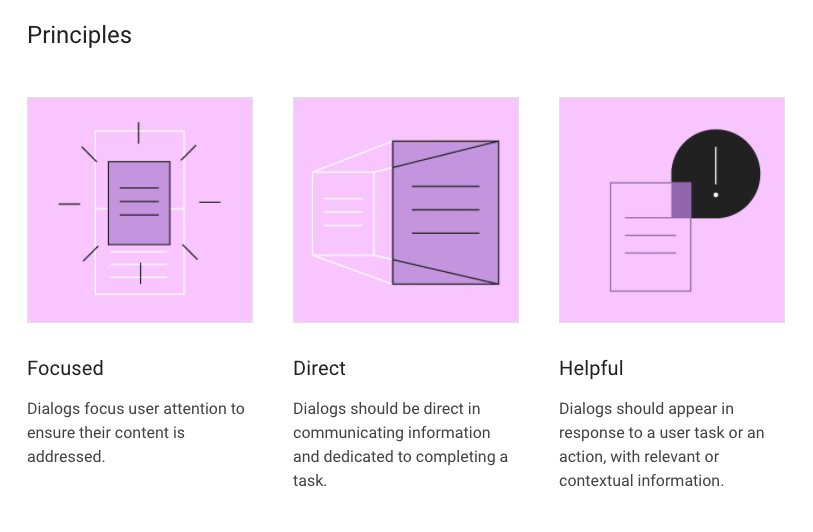 Principles
Focused
Dialogs focus user attention to
ensure their content is
addressed.
Direct
Dialogs should be direct in
communicating information
and dedicated to completing a
task.
Helpful
Dialogs should appear in
response to a user task or an
action, with relevant or
contextual information.